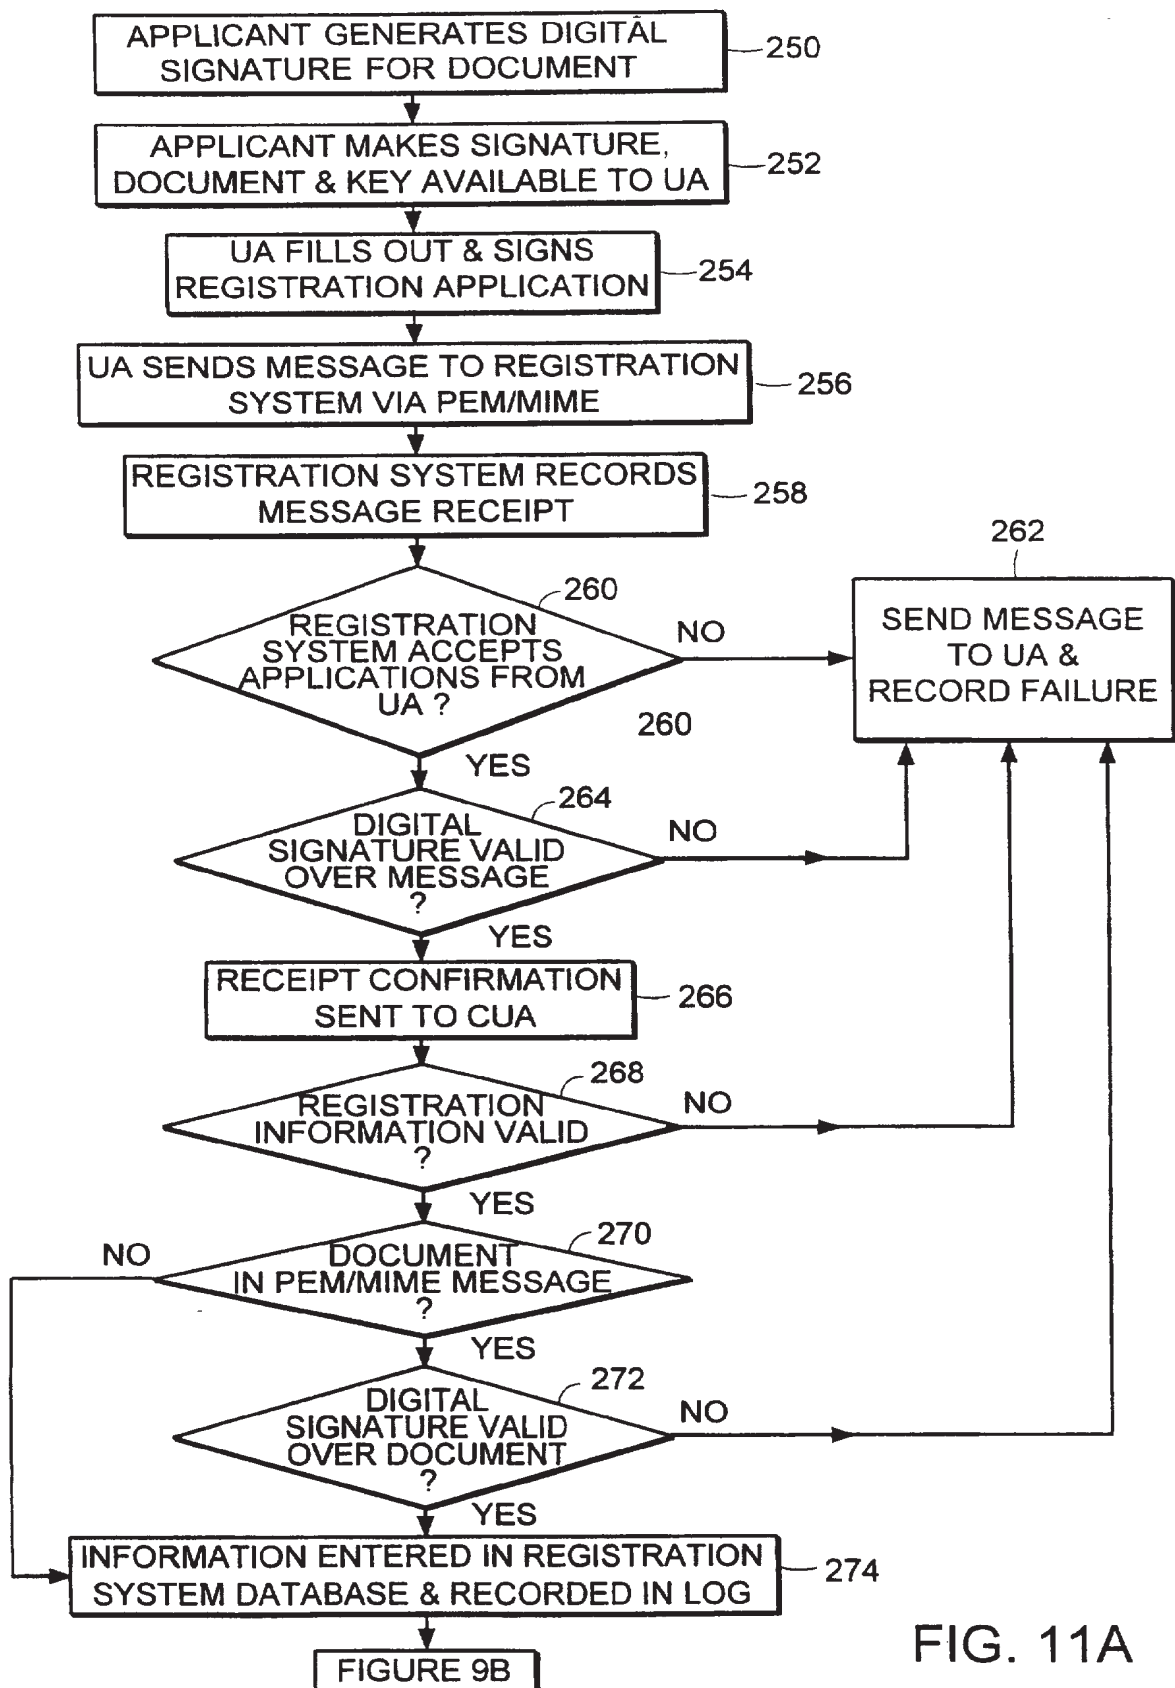 APPLICANT GENERATES DIGITAL
SIGNATURE FOR DOCUMENT
250
APPLICANT MAKES SIGNATURE,
DOCUMENT & KEY AVAILABLE TO UA
252
UA FILLS OUT & SIGNS
REGISTRATION APPLICATION
254
UA SENDS MESSAGE TO REGISTRATION
SYSTEM VIA PEM/MIME
256
REGISTRATION SYSTEM RECORDS
MESSAGE RECEIPT
258
260
REGISTRATION
SYSTEM ACCEPTS
APPLICATIONS FROM
UA ?
NO
262
SEND MESSAGE
TO UA &
RECORD FAILURE
260
YES
264
DIGITAL
SIGNATURE VALID
OVER MESSAGE
?
NO
YES
RECEIPT CONFIRMATION
SENT TO CUA
266
268
REGISTRATION
INFORMATION VALID
?
NO
YES
270
NO
DOCUMENT
IN PEM/MIME MESSAGE
?
YES
272
DIGITAL
SIGNATURE VALID
OVER DOCUMENT
?
NO
YES
INFORMATION ENTERED IN REGISTRATION
SYSTEM DATABASE & RECORDED IN LOG
274
FIGURE 9B
FIG. 11A